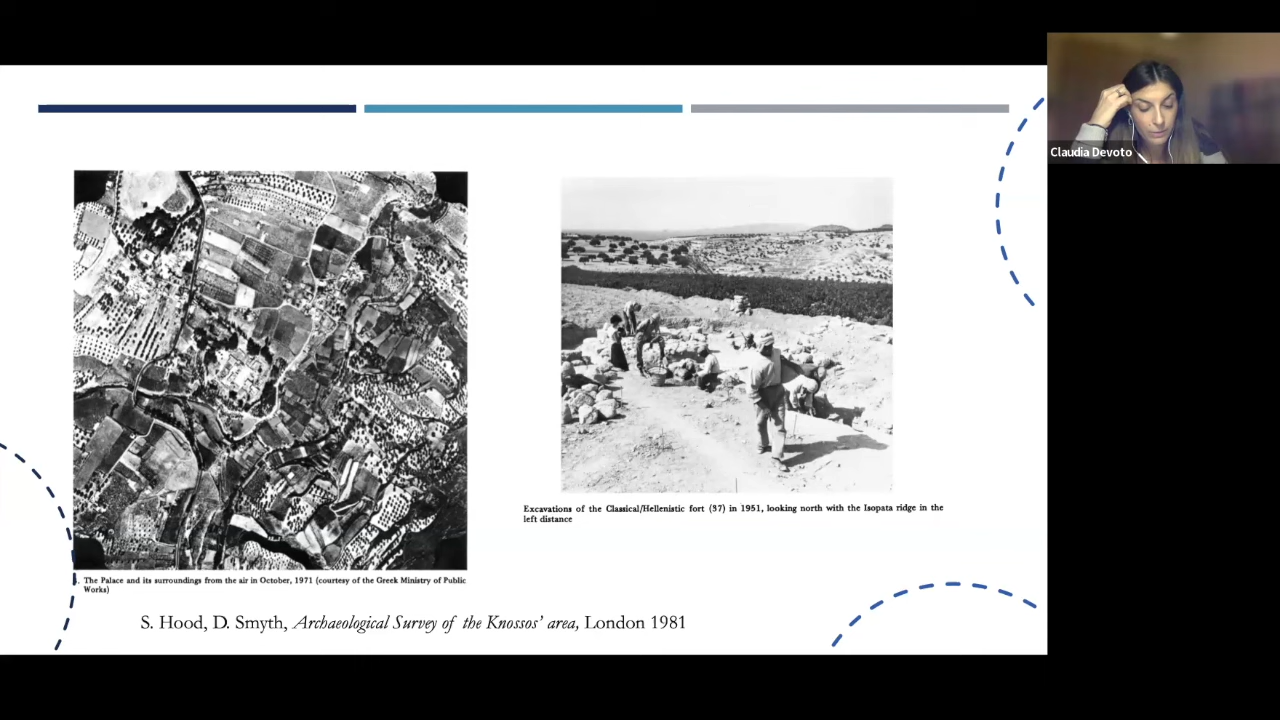 Claudia Devoto
Excavations of the Classical/Hellenistic fort (37) in 1951, looking north with the Isopata ridge in the
left distance
. The Palace and its surroundings from the air in October, 1971 (courtesy of the Greek Ministry of Public
Works)
S. Hood, D. Smyth, Archaeological Survey of the Knossos' area, London 1981